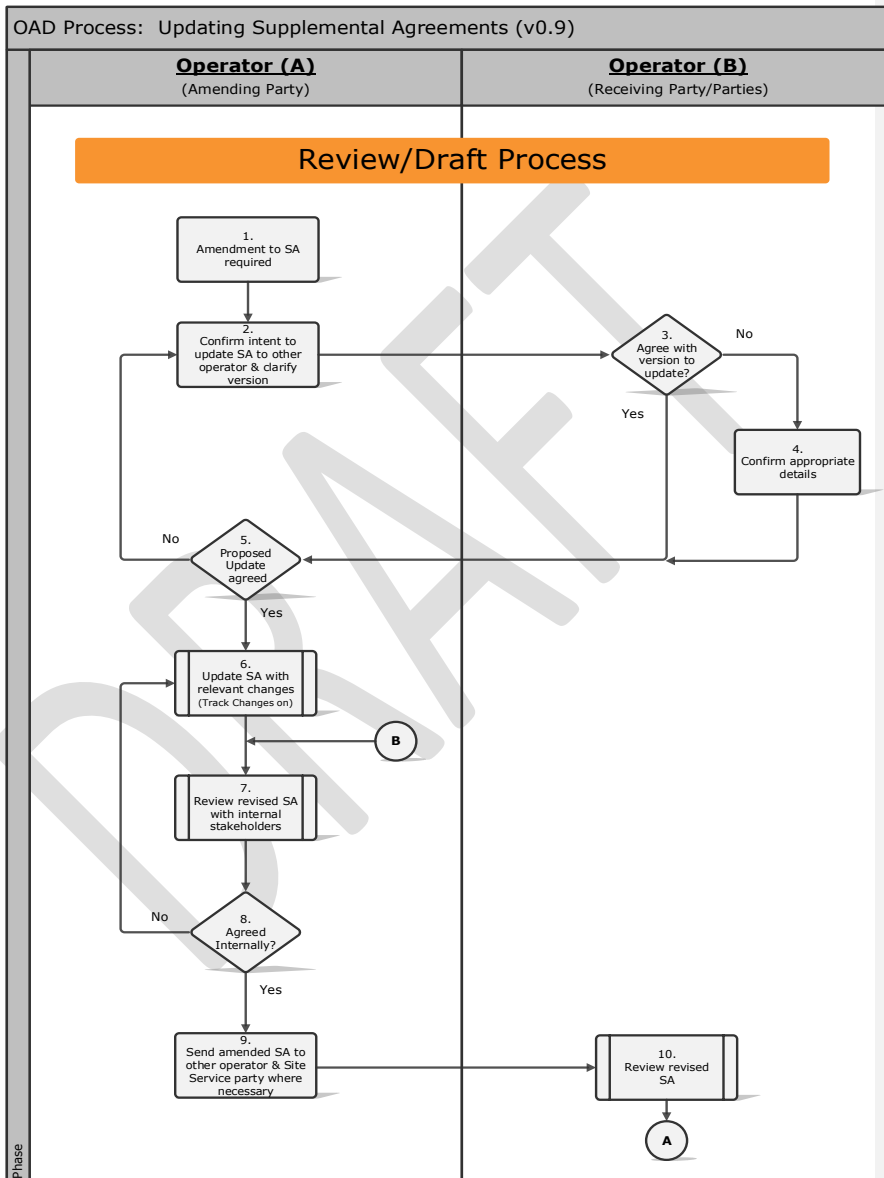 OAD Process:  Updating Supplemental Agreements (v0.9)
Operator (A)
(Amending Party)
Operator (B)
(Receiving Party/Parties)
Review/Draft Process
1.
Amendment to SA
required
2.
Confirm intent to
update SA to other
operator & clarify
version
3.
Agree with
version to
update?
No
Yes
4.
Confirm appropriate
details
5.
Proposed
Update
agreed
No
Yes
6.
Update SA with
relevant changes
(Track Changes on)
B
7.
Review revised SA
with internal
stakeholders
8.
Agreed
Internally?
No
Yes
9.
Send amended SA to
other operator & Site
Service party where
necessary
10.
Review revised
SA
A
Phase
DRAFT